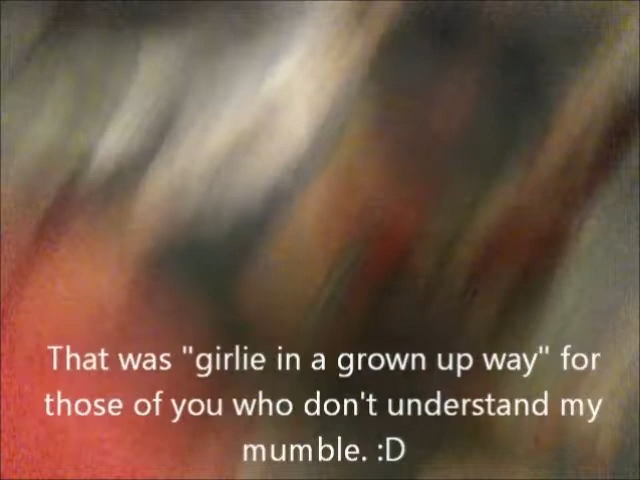 That was "girlie in a grown up way" for
those of you who don't understand my
mumble. :D